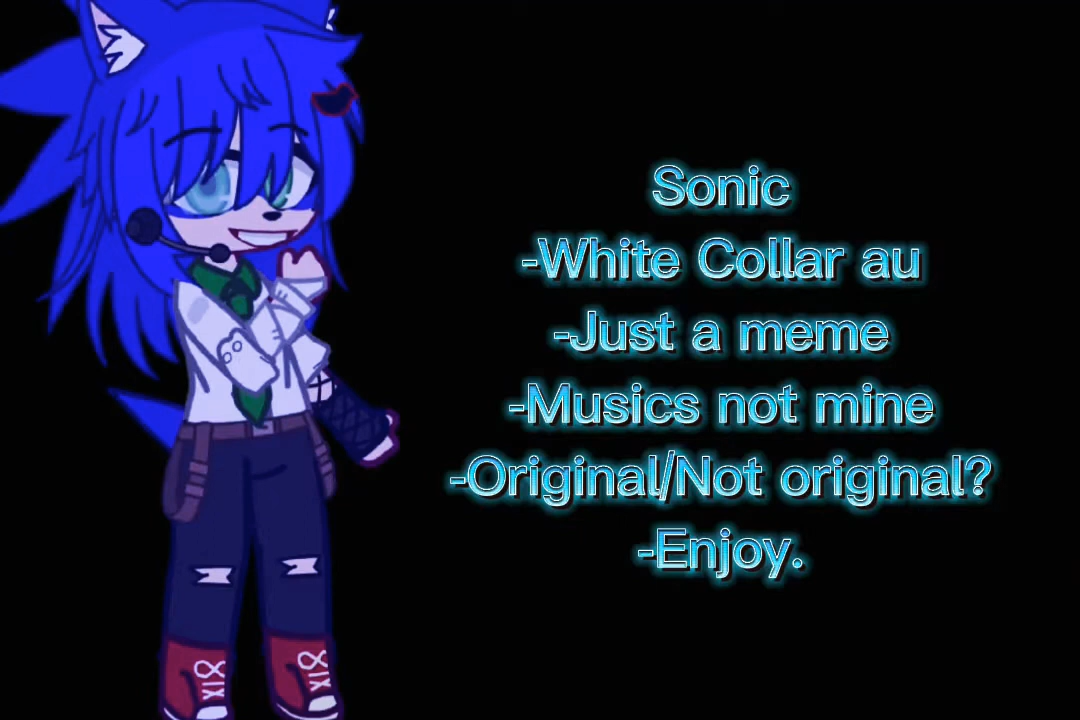 Sonic
-White Collar au
-Just a meme
-Musics not mine
-Original/Not original?
-Enjoy.